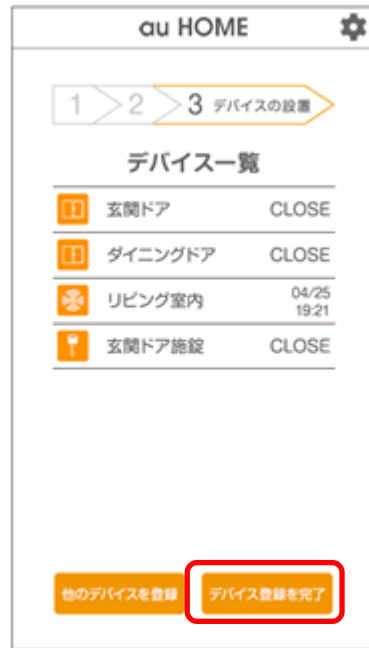 au HOME
1 2 3 デバイスの設置
デバイス一覧
玄関ドア CLOSE
ダイニングドア CLOSE
リビング室内 04/25
19:21
玄関ドア施錠 CLOSE
他のデバイスを登録 デバイス登録を完了